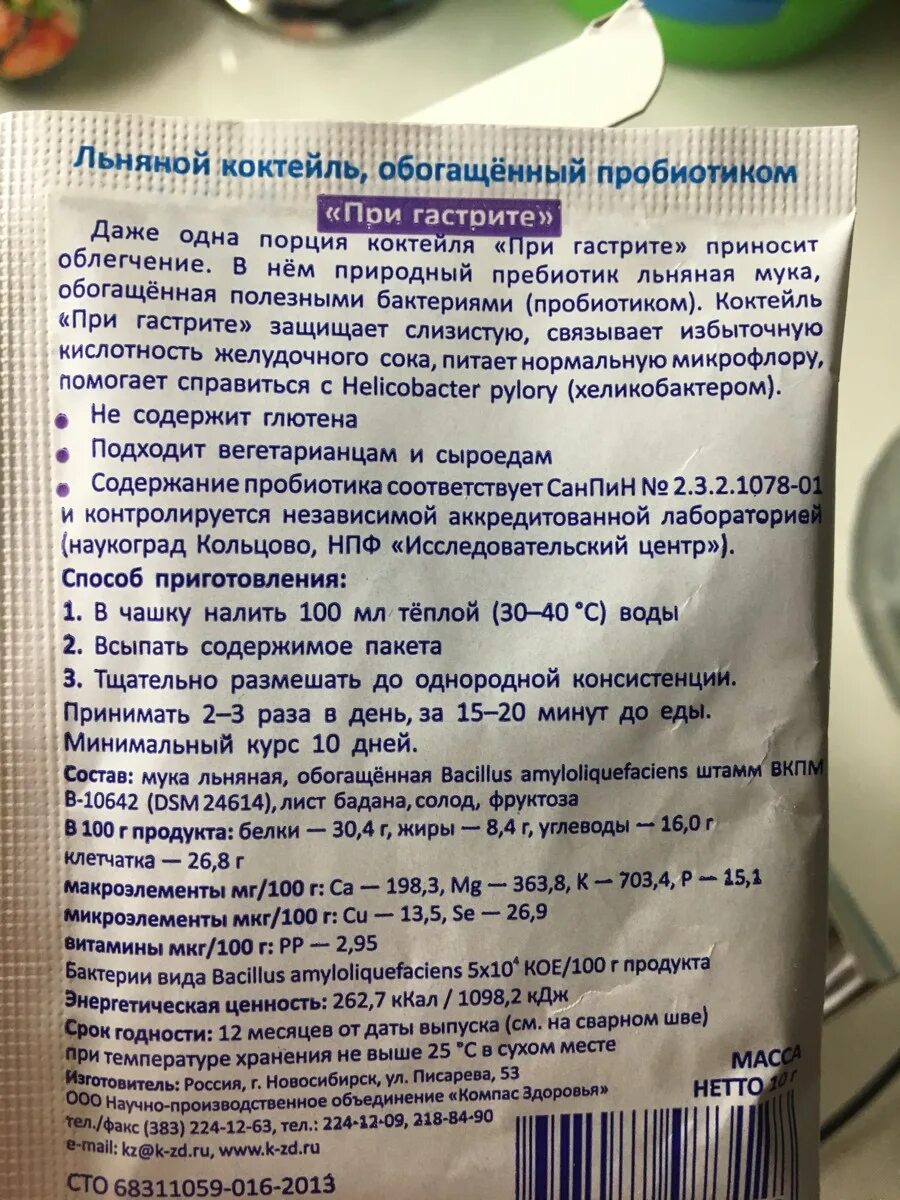 Льняной коктейль, обогащённый пробиотиком
«При гастрите»
Даже одна порция коктейля «При гастрите» приносит
облегчение. В нём природный пребиотик льняная мука,
обогащённая полезными бактериями (пробиотиком). Коктейль
«При гастрите» защищает слизистую, связывает избыточную
кислотность желудочного сока, питает нормальную микрофлору,
помогает справиться с Helicobacter pylory (хеликобактером).
• Не содержит глютена
• Подходит вегетарианцам и сыроедам
• Содержание пробиотика соответствует СанПиН № 2.3.2.1078-01
и контролируется независимой аккредитованной лабораторией
(наукоград Кольцово, НПФ «Исследовательский центр»).
Способ приготовления:
1. В чашку налить 100 мл тёплой (30–40 °С) воды
2. Всыпать содержимое пакета
3. Тщательно размешать до однородной консистенции.
Принимать 2–3 раза в день, за 15–20 минут до еды.
Минимальный курс 10 дней.
Состав: мука льняная, обогащённая Bacillus amyloliquefaciens штамм ВКПМ
В-10642 (DSM 24614), лист бадана, солод, фруктоза
В 100 г продукта: белки — 30,4 г, жиры — 8,4 г, углеводы — 16,0 г
клетчатка — 26,8 г
макроэлементы мг/100 г: Ca — 198,3, Mg — 363,8, K — 703,4, P — 15,1
микроэлементы мкг/100 г: Cu — 13,5, Se — 26,9
витамины мкг/100 г: PP — 2,95
Бактерии вида Bacillus amyloliquefaciens 5x10⁴ КОЕ/100 г продукта
Энергетическая ценность: 262,7 кКал / 1098,2 кДж
Срок годности: 12 месяцев от даты выпуска (см. на сварном шве)
при температуре хранения не выше 25 °С в сухом месте
Изготовитель: Россия, г. Новосибирск, ул. Писарева, 53
ООО Научно-производственное объединение «Компас Здоровья»
тел./факс (383) 224-12-63, тел.: 224-12-09, 218-84-90
e-mail: kz@k-zd.ru, www.k-zd.ru
СТО 68311059-016-2013
МАССА
НЕТТО 10 г